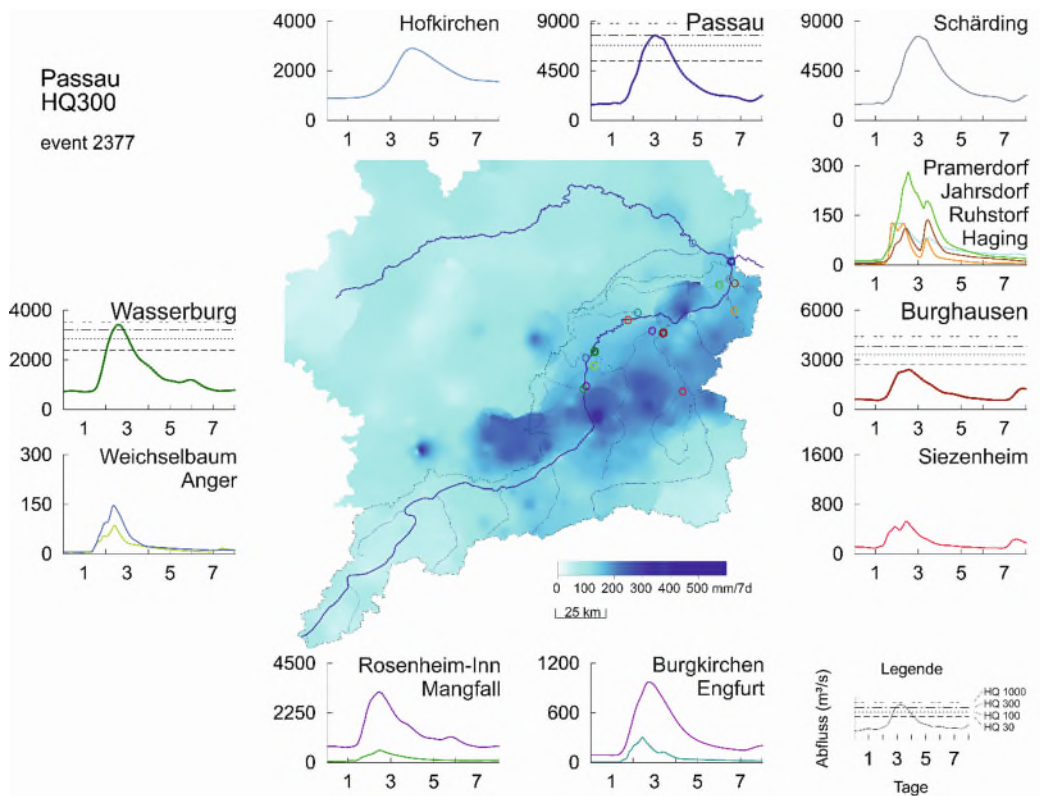 Passau
HQ300
event 2377
4000
2000
0
Hofkirchen
1 3 5 7
9000
4500
0
Passau
1 3 5 7
9000
4500
0
Schärding
1 3 5 7
300
150
0
Pramerdorf
Jahrsdorf
Ruhstorf
Haging
1 3 5 7
4000
2000
0
Wasserburg
1 3 5 7
6000
3000
0
Burghausen
1 3 5 7
300
150
0
Weichselbaum
Anger
1 3 5 7
1600
800
0
Siezenheim
1 3 5 7
0 100 200 300 400 500 mm/7d
25 km
4500
2250
0
Rosenheim-Inn
Mangfall
1 3 5 7
1200
600
0
Burgkirchen
Engfurt
1 3 5 7
Legende
Abfluss (m³/s)
HQ 1000
HQ 300
HQ 100
HQ 30
1 3 5 7
Tage